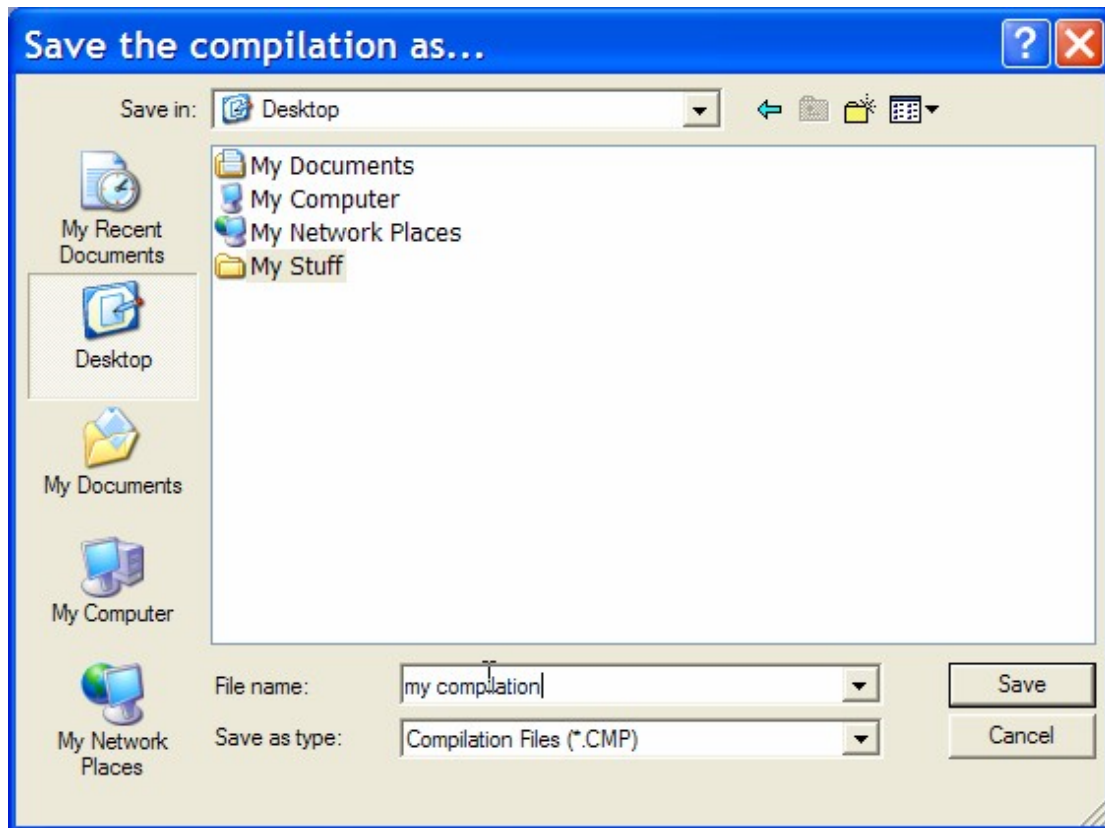 Save the compilation as...
Save in:
Desktop
My Documents
My Computer
My Network Places
My Stuff
My Recent
Documents
Desktop
My Documents
My Computer
My Network
Places
File name:
my compilation
Save
Save as type:
Compilation Files (*.CMP)
Cancel